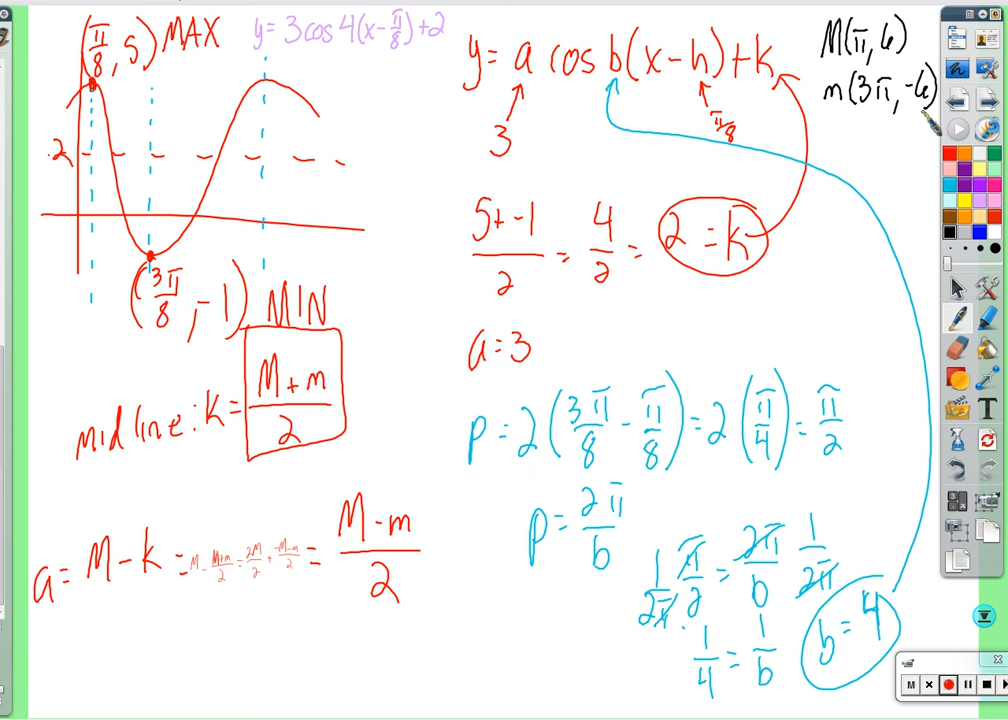 (π/8, 5) MAX
y = 3cos4(x - π/8) + 2
2
(3π/8, -1) MIN
midline: k = (M + m)/2
a = M - k = M - (M+m)/2 = 2M/2 + (-M-m)/2 = (M - m)/2
y = a cos b(x - h) + k
3
π/8
(5 + -1)/2 = 4/2 = 2 = k
a = 3
P = 2(3π/8 - π/8) = 2(π/4) = π/2
P = 2π/b
1/2π · π/2 = 2π/b 1/2π
1/4 = 1/b
b = 4
M(π, 6)
m(3π, -6)
T
M